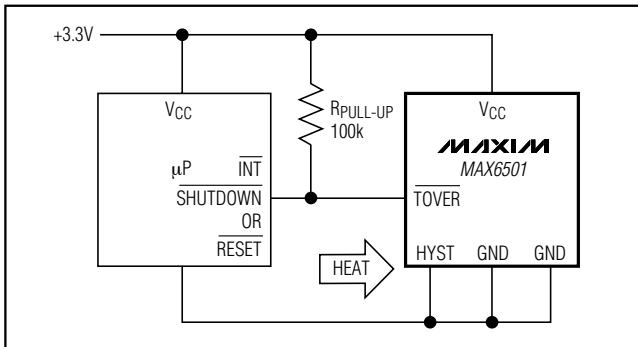 +3.3V
VCC
μP
INT
SHUTDOWN
OR
RESET
RPULL-UP
100k
HEAT
VCC
MAXIM
MAX6501
TOVER
HYST GND GND